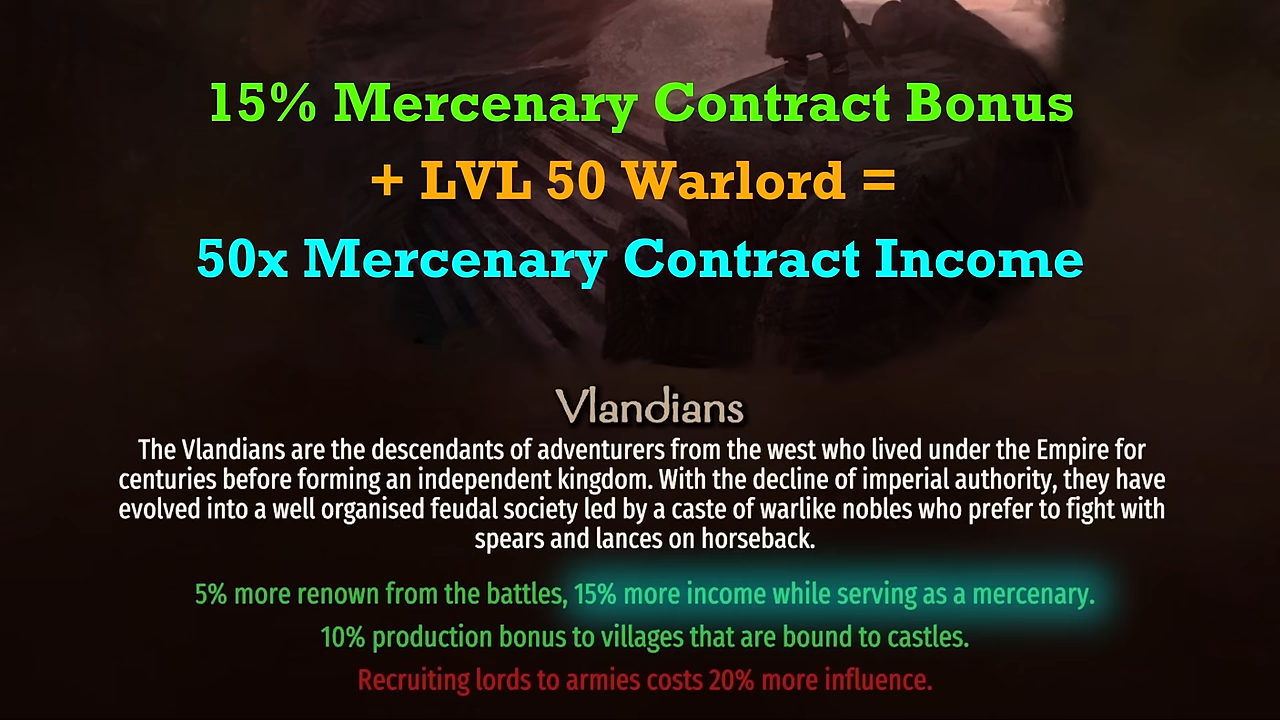 15% Mercenary Contract Bonus
+ LVL 50 Warlord =
50x Mercenary Contract Income
Vlandians
The Vlandians are the descendants of adventurers from the west who lived under the Empire for
centuries before forming an independent kingdom. With the decline of imperial authority, they have
evolved into a well organised feudal society led by a caste of warlike nobles who prefer to fight with
spears and lances on horseback.
5% more renown from the battles, 15% more income while serving as a mercenary.
10% production bonus to villages that are bound to castles.
Recruiting lords to armies costs 20% more influence.